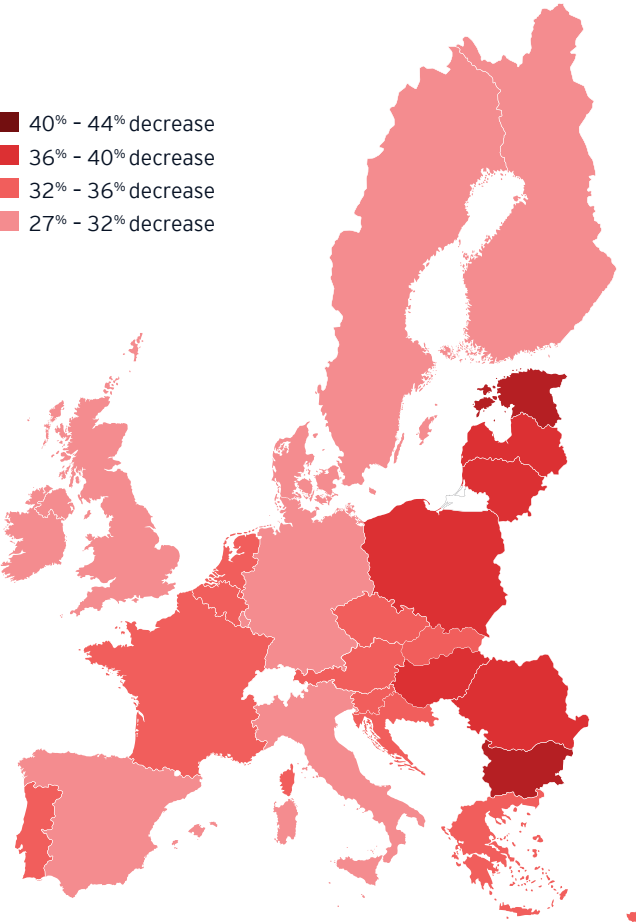 40% - 44% decrease
36% - 40% decrease
32% - 36% decrease
27% - 32% decrease